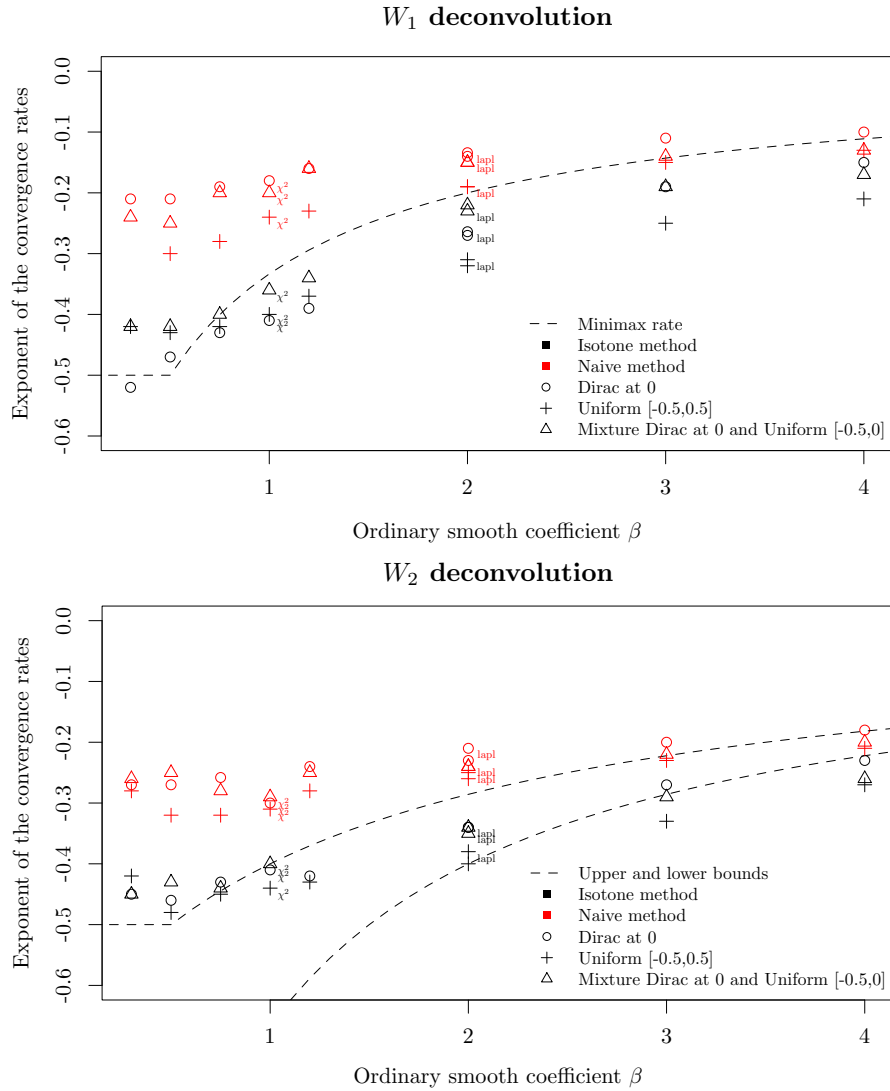 W₁ deconvolution
Exponent of the convergence rates
0.0
-0.1
-0.2
-0.3
-0.4
-0.5
-0.6
lapl
lapl
χ²
χ²
lapl
χ²
lapl
lapl
lapl
χ²
χ²
χ²
Minimax rate
Isotone method
Naive method
Dirac at 0
Uniform [-0.5,0.5]
Mixture Dirac at 0 and Uniform [-0.5,0]
1 2 3 4
Ordinary smooth coefficient β
W₂ deconvolution
Exponent of the convergence rates
0.0
-0.1
-0.2
-0.3
-0.4
-0.5
-0.6
lapl
lapl
lapl
χ²
χ²
χ²
lapl
lapl
lapl
χ²
χ²
χ²
Upper and lower bounds
Isotone method
Naive method
Dirac at 0
Uniform [-0.5,0.5]
Mixture Dirac at 0 and Uniform [-0.5,0]
1 2 3 4
Ordinary smooth coefficient β